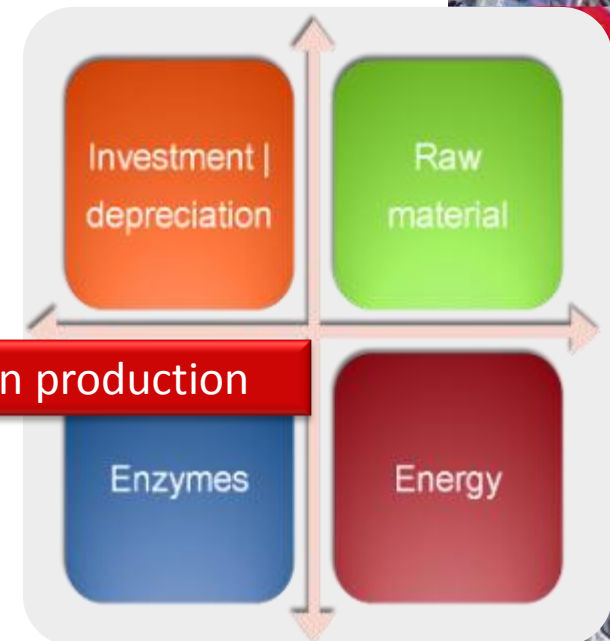 Investment |
depreciation
Raw
material
n production
Enzymes
Energy